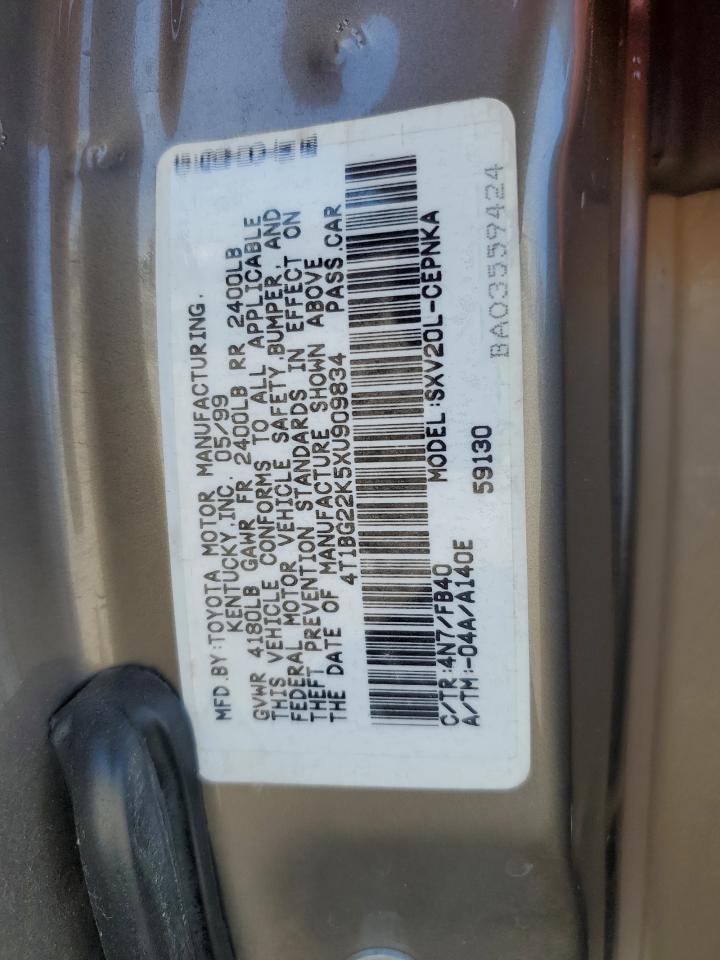 MFD.BY:TOYOTA MOTOR MANUFACTURING,
KENTUCKY,INC. 05/99
GVWR 4180LB GAWR FR 2400LB RR 2400LB
THIS VEHICLE CONFORMS TO ALL APPLICABLE
FEDERAL MOTOR VEHICLE SAFETY,BUMPER, AND
THEFT PREVENTION STANDARDS IN EFFECT ON
THE DATE OF MANUFACTURE SHOWN ABOVE
4T1BG22K5XU909834 PASS.CAR
C/TR:4N7/FB40 MODEL:SXV20L-CEPNKA
A/TM:-04A/A140E
59130
BA03559424